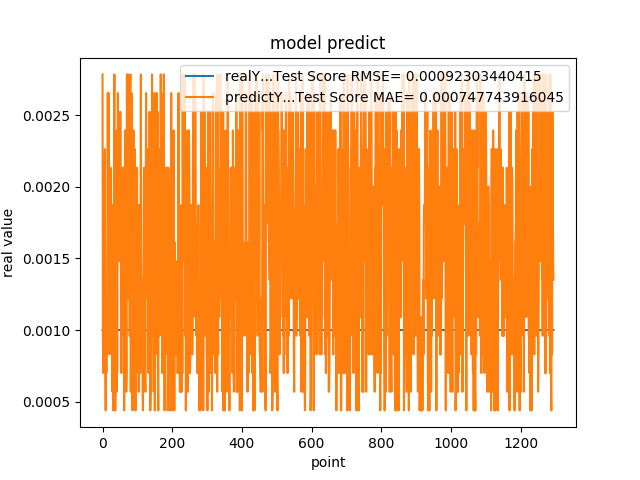 model predict
realY...Test Score RMSE= 0.00092303440415
predictY...Test Score MAE= 0.000747743916045
0.0025
0.0020
0.0015
0.0010
0.0005
real value
0 200 400 600 800 1000 1200
point